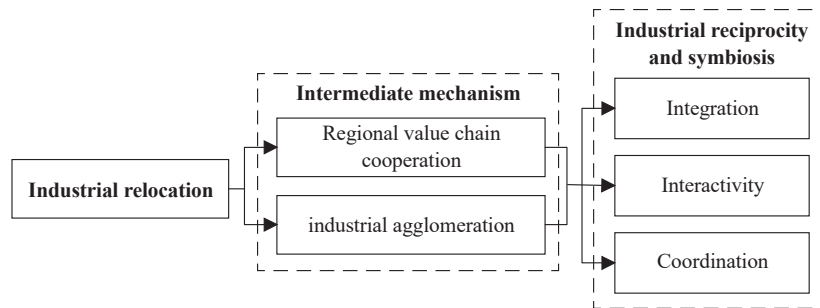 Industrial relocation
Intermediate mechanism
Regional value chain
cooperation
industrial agglomeration
Industrial reciprocity
and symbiosis
Integration
Interactivity
Coordination